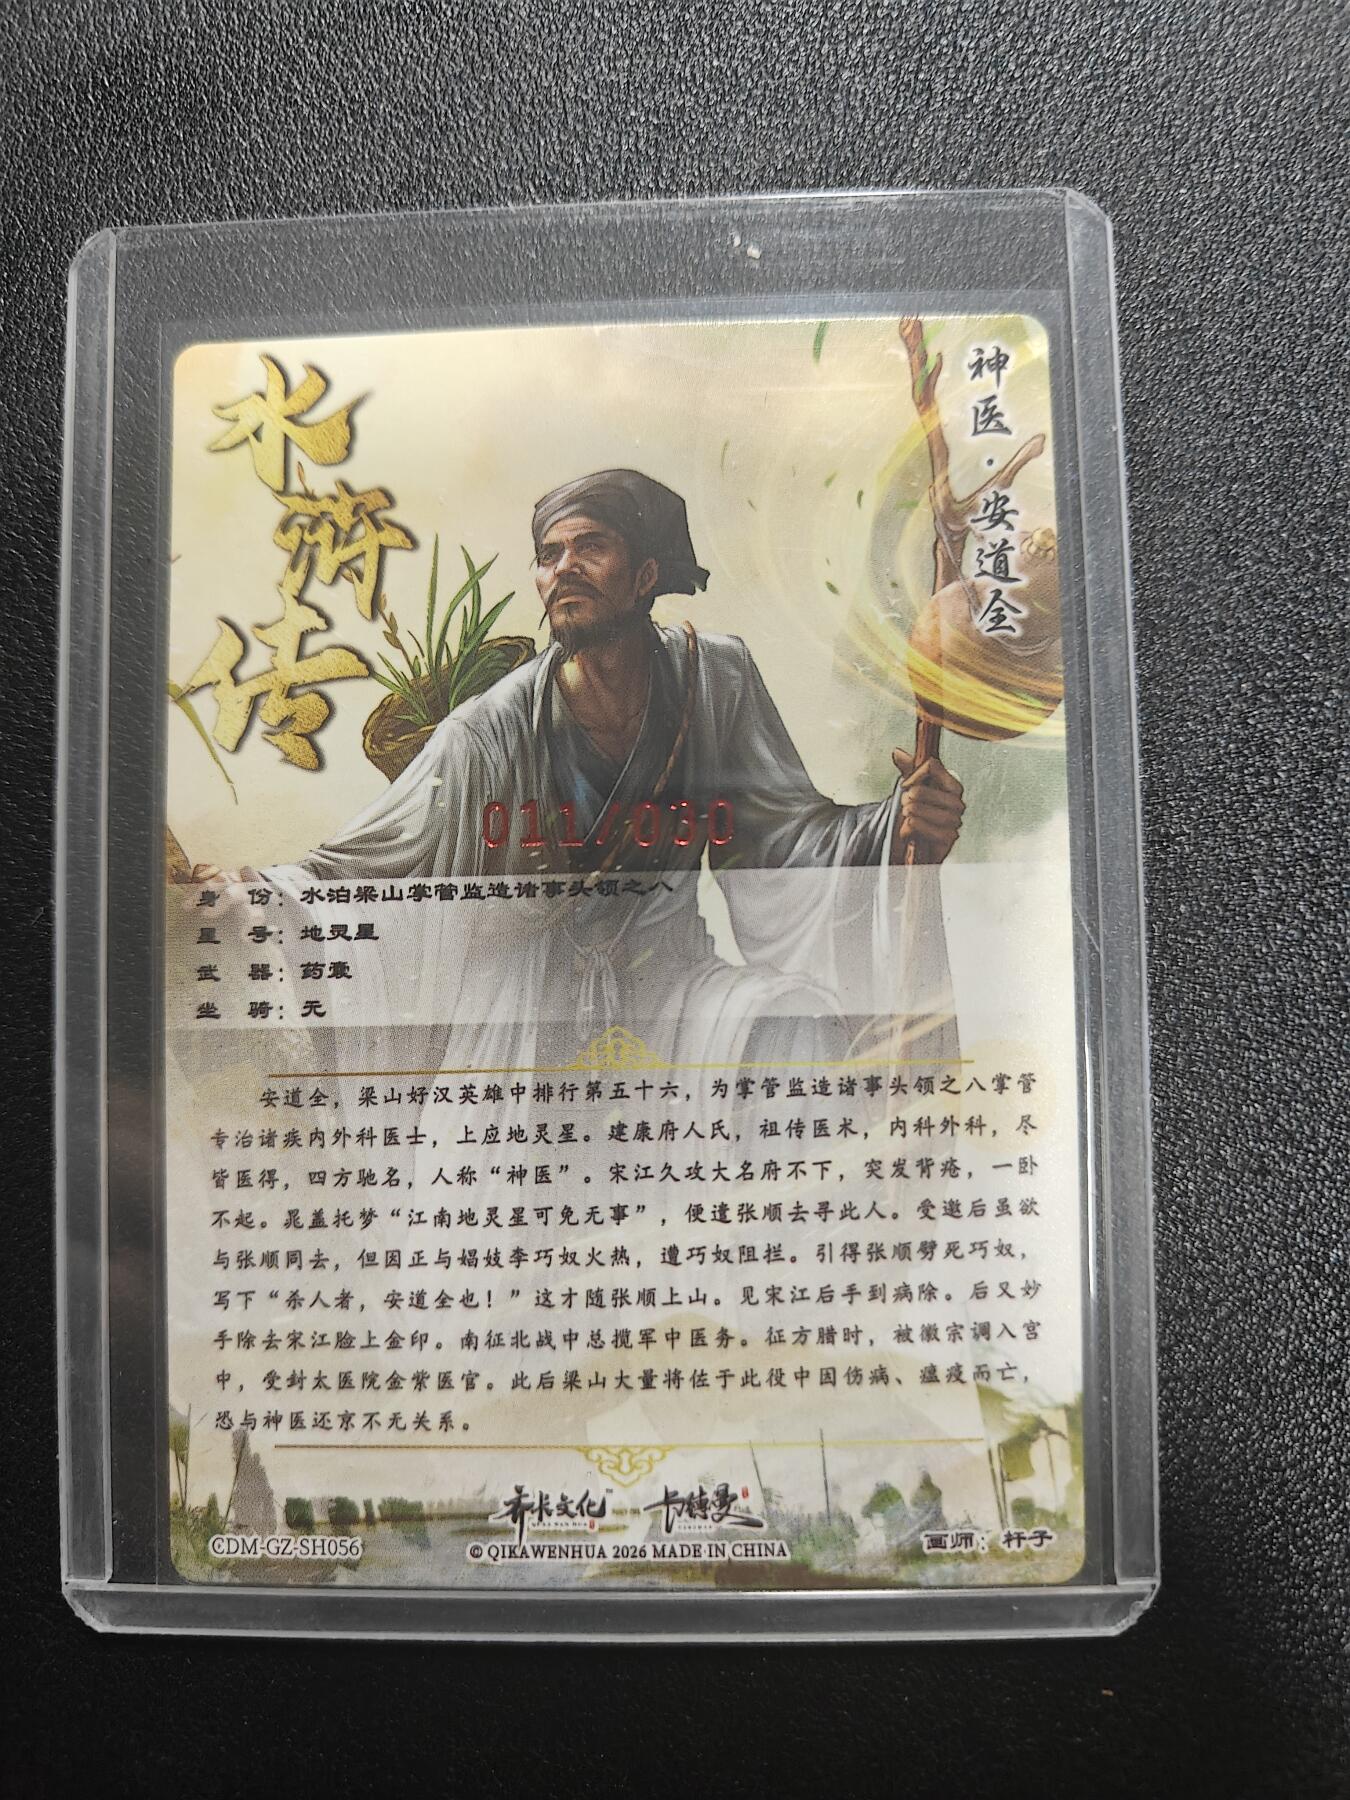 水浒传
神医·安道全
011/030
身 份：水泊梁山掌管监造诸事头领之八
星 号：地灵星
武 器：药囊
坐 骑：无
安道全，梁山好汉英雄中排行第五十六，为掌管监造诸事头领之八掌管
专治诸疾内外科医士，上应地灵星。建康府人氏，祖传医术，内科外科，尽
皆医得，四方驰名，人称“神医”。宋江久攻大名府不下，突发背疮，一卧
不起。晁盖托梦“江南地灵星可免无事”，便遣张顺去寻此人。受邀后虽欲
与张顺同去，但因正与娼妓李巧奴火热，遭巧奴阻拦。引得张顺劈死巧奴，
写下“杀人者，安道全也！”这才随张顺上山。见宋江后手到病除。后又妙
手除去宋江脸上金印。南征北战中总揽军中医务。征方腊时，被徽宗调入宫
中，受封太医院金紫医官。此后梁山大量将佐于此役中因伤病、瘟疫而亡，
恐与神医还京不无关系。
齐卡文化 卡德曼
CDM-GZ-SH056
© QIKAWENHUA 2026 MADE IN CHINA
画师：杆子